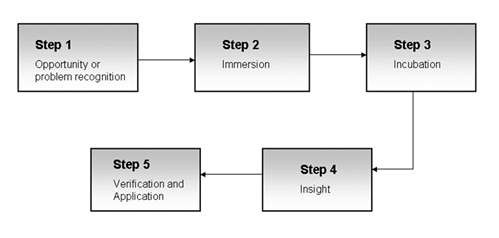 Step 1
Opportunity or
problem recognition
Step 2
Immersion
Step 3
Incubation
Step 4
Insight
Step 5
Verification and
Application